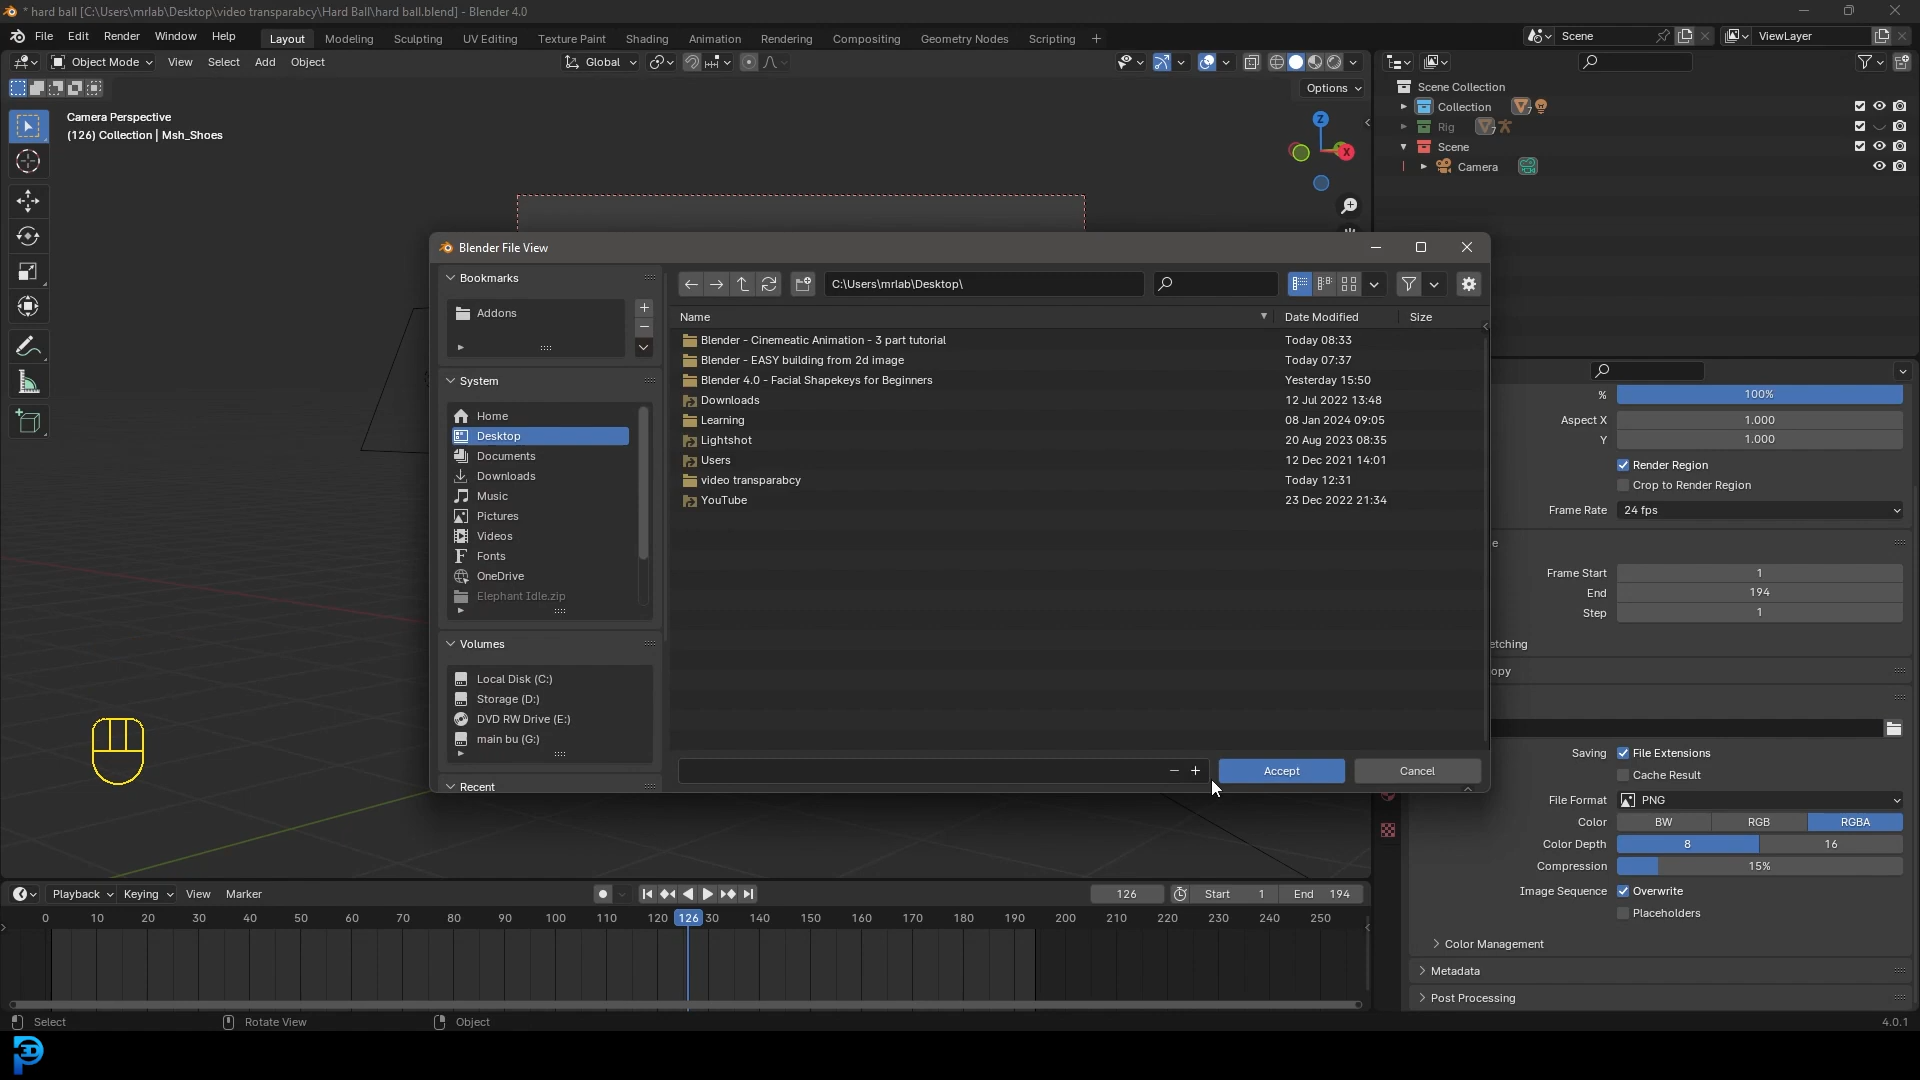 * hard ball [C:\Users\mrlab\Desktop\video transparabcy\Hard Ball\hard ball.blend] - Blender 4.0
File Edit Render Window Help Layout Modeling Sculpting UV Editing Texture Paint Shading Animation Rendering Compositing Geometry Nodes Scripting + Scene ViewLayer
Object Mode View Select Add Object Global
Options
Camera Perspective
(126) Collection | Msh_Shoes
Z
X
Scene Collection
Collection 7
Rig 7
Scene
Camera
Blender File View
Bookmarks
Addons
System
Home
Desktop
Documents
Downloads
Music
Pictures
Videos
Fonts
OneDrive
Elephant Idle.zip
Volumes
Local Disk (C:)
Storage (D:)
DVD RW Drive (E:)
main bu (G:)
Recent
C:\Users\mrlab\Desktop\
Name Date Modified Size
Blender - Cinemeatic Animation - 3 part tutorial Today 08:33
Blender - EASY building from 2d image Today 07:37
Blender 4.0 - Facial Shapekeys for Beginners Yesterday 15:50
Downloads 12 Jul 2022 13:48
Learning 08 Jan 2024 09:05
Lightshot 20 Aug 2023 08:35
Users 12 Dec 2021 14:01
video transparabcy Today 12:31
YouTube 23 Dec 2022 21:34
Accept Cancel
% 100%
Aspect X 1.000
Y 1.000
Render Region
Crop to Render Region
Frame Rate 24 fps
e
Frame Start 1
End 194
Step 1
etching
opy
Saving File Extensions
Cache Result
File Format PNG
Color BW RGB RGBA
Color Depth 8 16
Compression 15%
Image Sequence Overwrite
Placeholders
Color Management
Metadata
Post Processing
Playback Keying View Marker 126 Start 1 End 194
0 10 20 30 40 50 60 70 80 90 100 110 120 126 30 140 150 160 170 180 190 200 210 220 230 240 250
Select Rotate View Object 4.0.1
3D